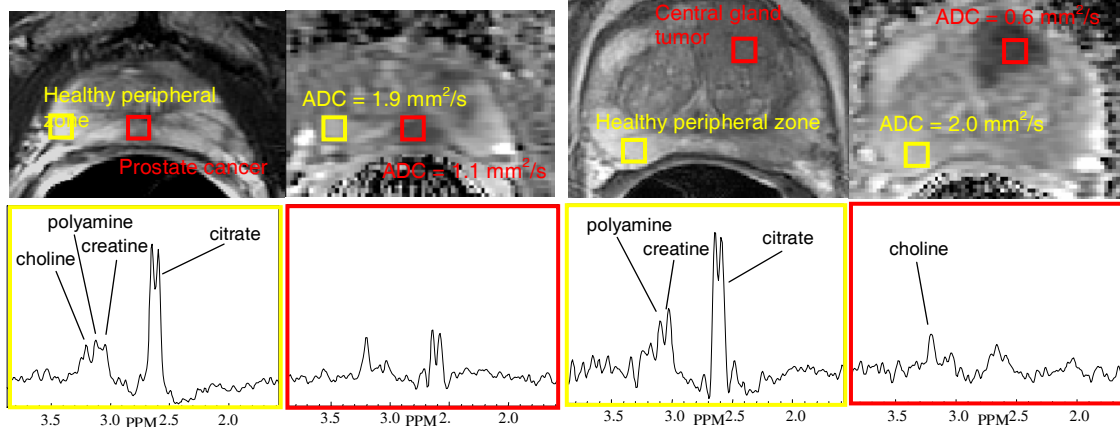 Healthy peripheral
zone
Prostate cancer
ADC = 1.9 mm²/s
ADC = 1.1 mm²/s
Central gland
tumor
Healthy peripheral zone
ADC = 0.6 mm²/s
ADC = 2.0 mm²/s
polyamine
creatine
choline
citrate
polyamine
creatine
citrate
choline
3.5 3.0 PPM 2.5 2.0
3.5 3.0 PPM 2. 2.0
3.5 3.0 PPM 2.5 2.0
3.5 3.0 PPM 2.5 2.0